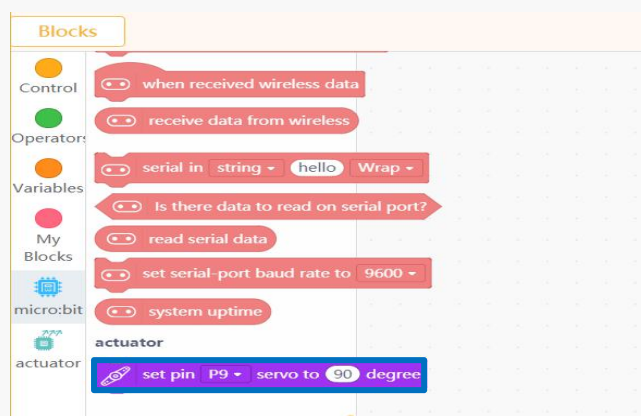 Blocks
Control
Operators
Variables
My
Blocks
micro:bit
actuator
when received wireless data
receive data from wireless
serial in string hello Wrap
Is there data to read on serial port?
read serial data
set serial-port baud rate to 9600
system uptime
actuator
set pin P9 servo to 90 degree